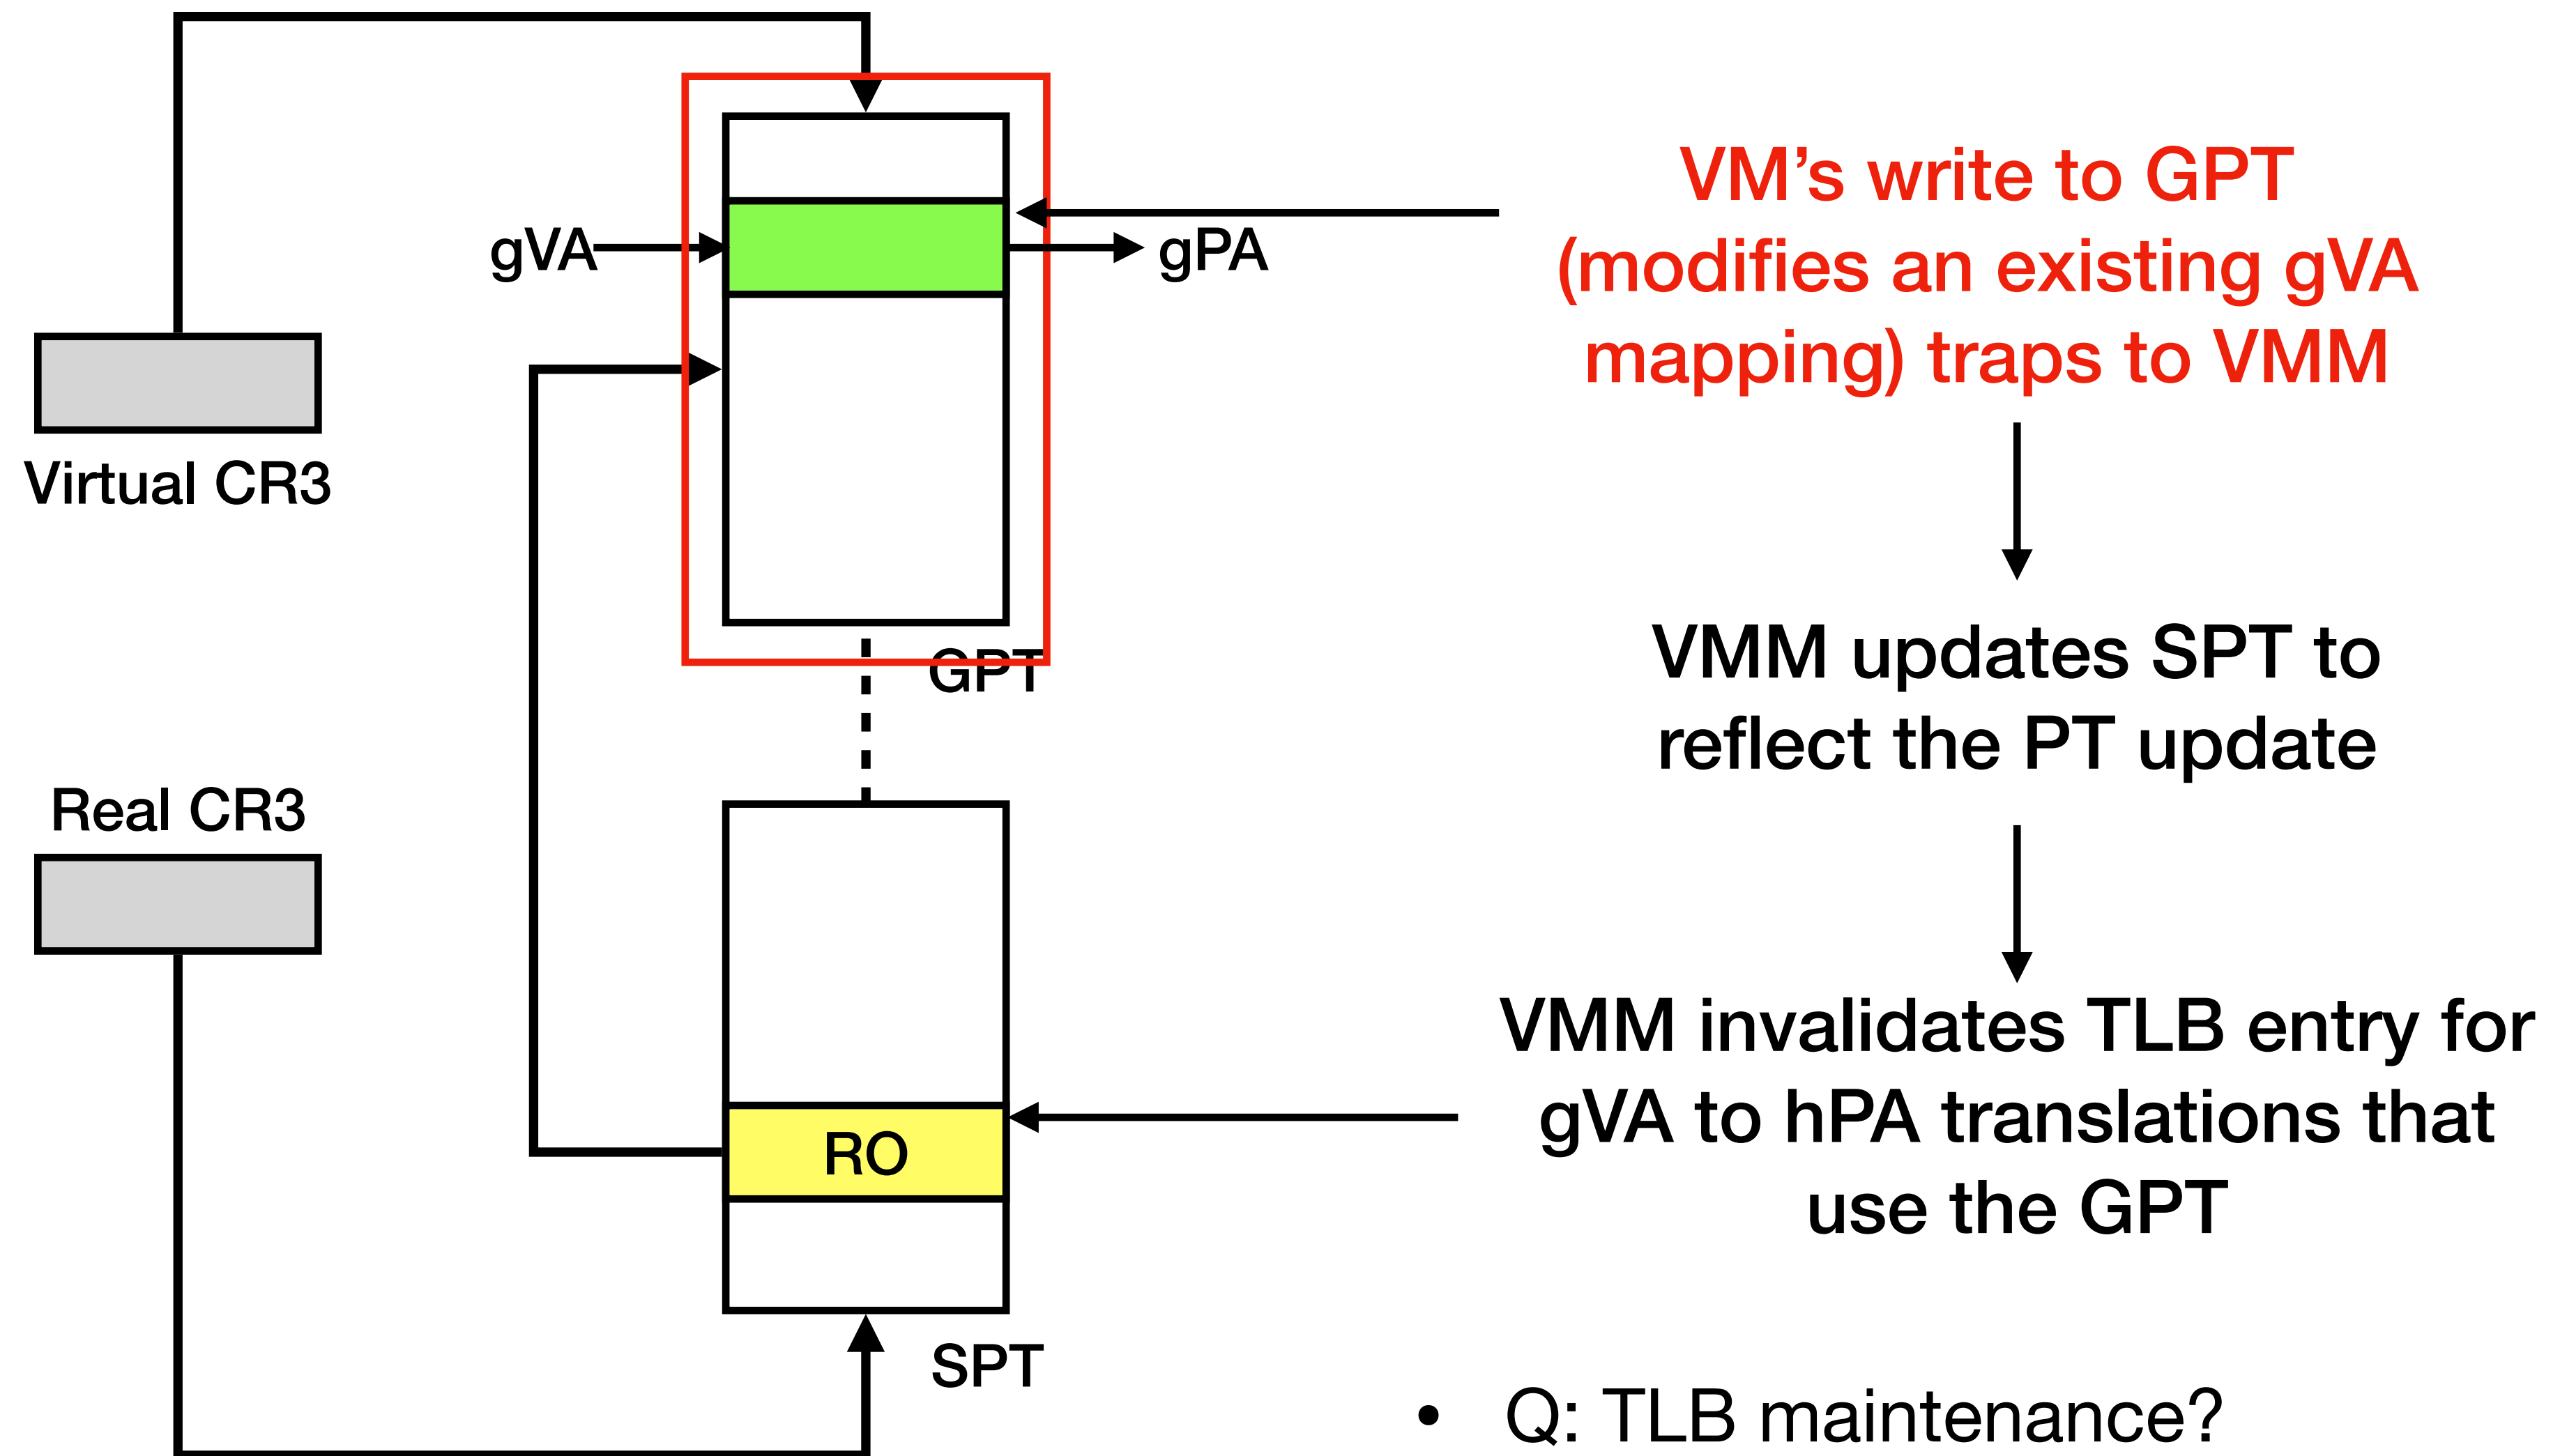 VM’s write to GPT
(modifies an existing gVA
mapping) traps to VMM
gVA
gPA
Virtual CR3
GPT
VMM updates SPT to
reflect the PT update
Real CR3
VMM invalidates TLB entry for
gVA to hPA translations that
use the GPT
RO
SPT
• Q: TLB maintenance?